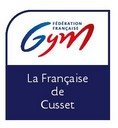 FÉDÉRATION FRANÇAISE
Gym
La Française
de
Cusset